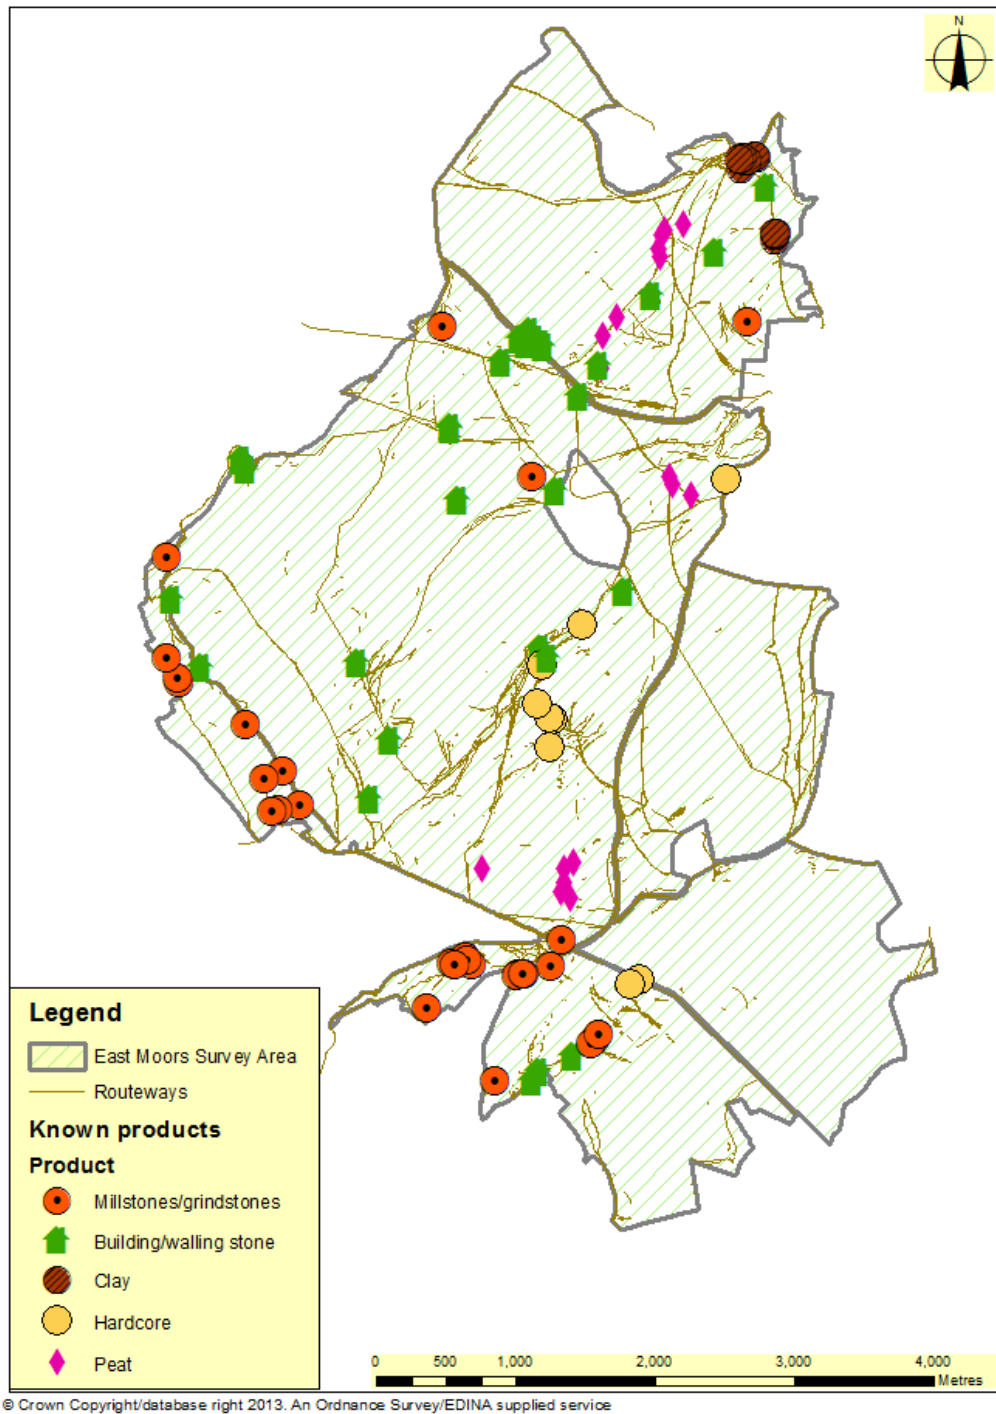 N
Legend
East Moors Survey Area
Routeways
Known products
Product
Millstones/grindstones
Building/walling stone
Clay
Hardcore
Peat
0 500 1,000 2,000 3,000 4,000
Metres
© Crown Copyright/database right 2013. An Ordnance Survey/EDINA supplied service